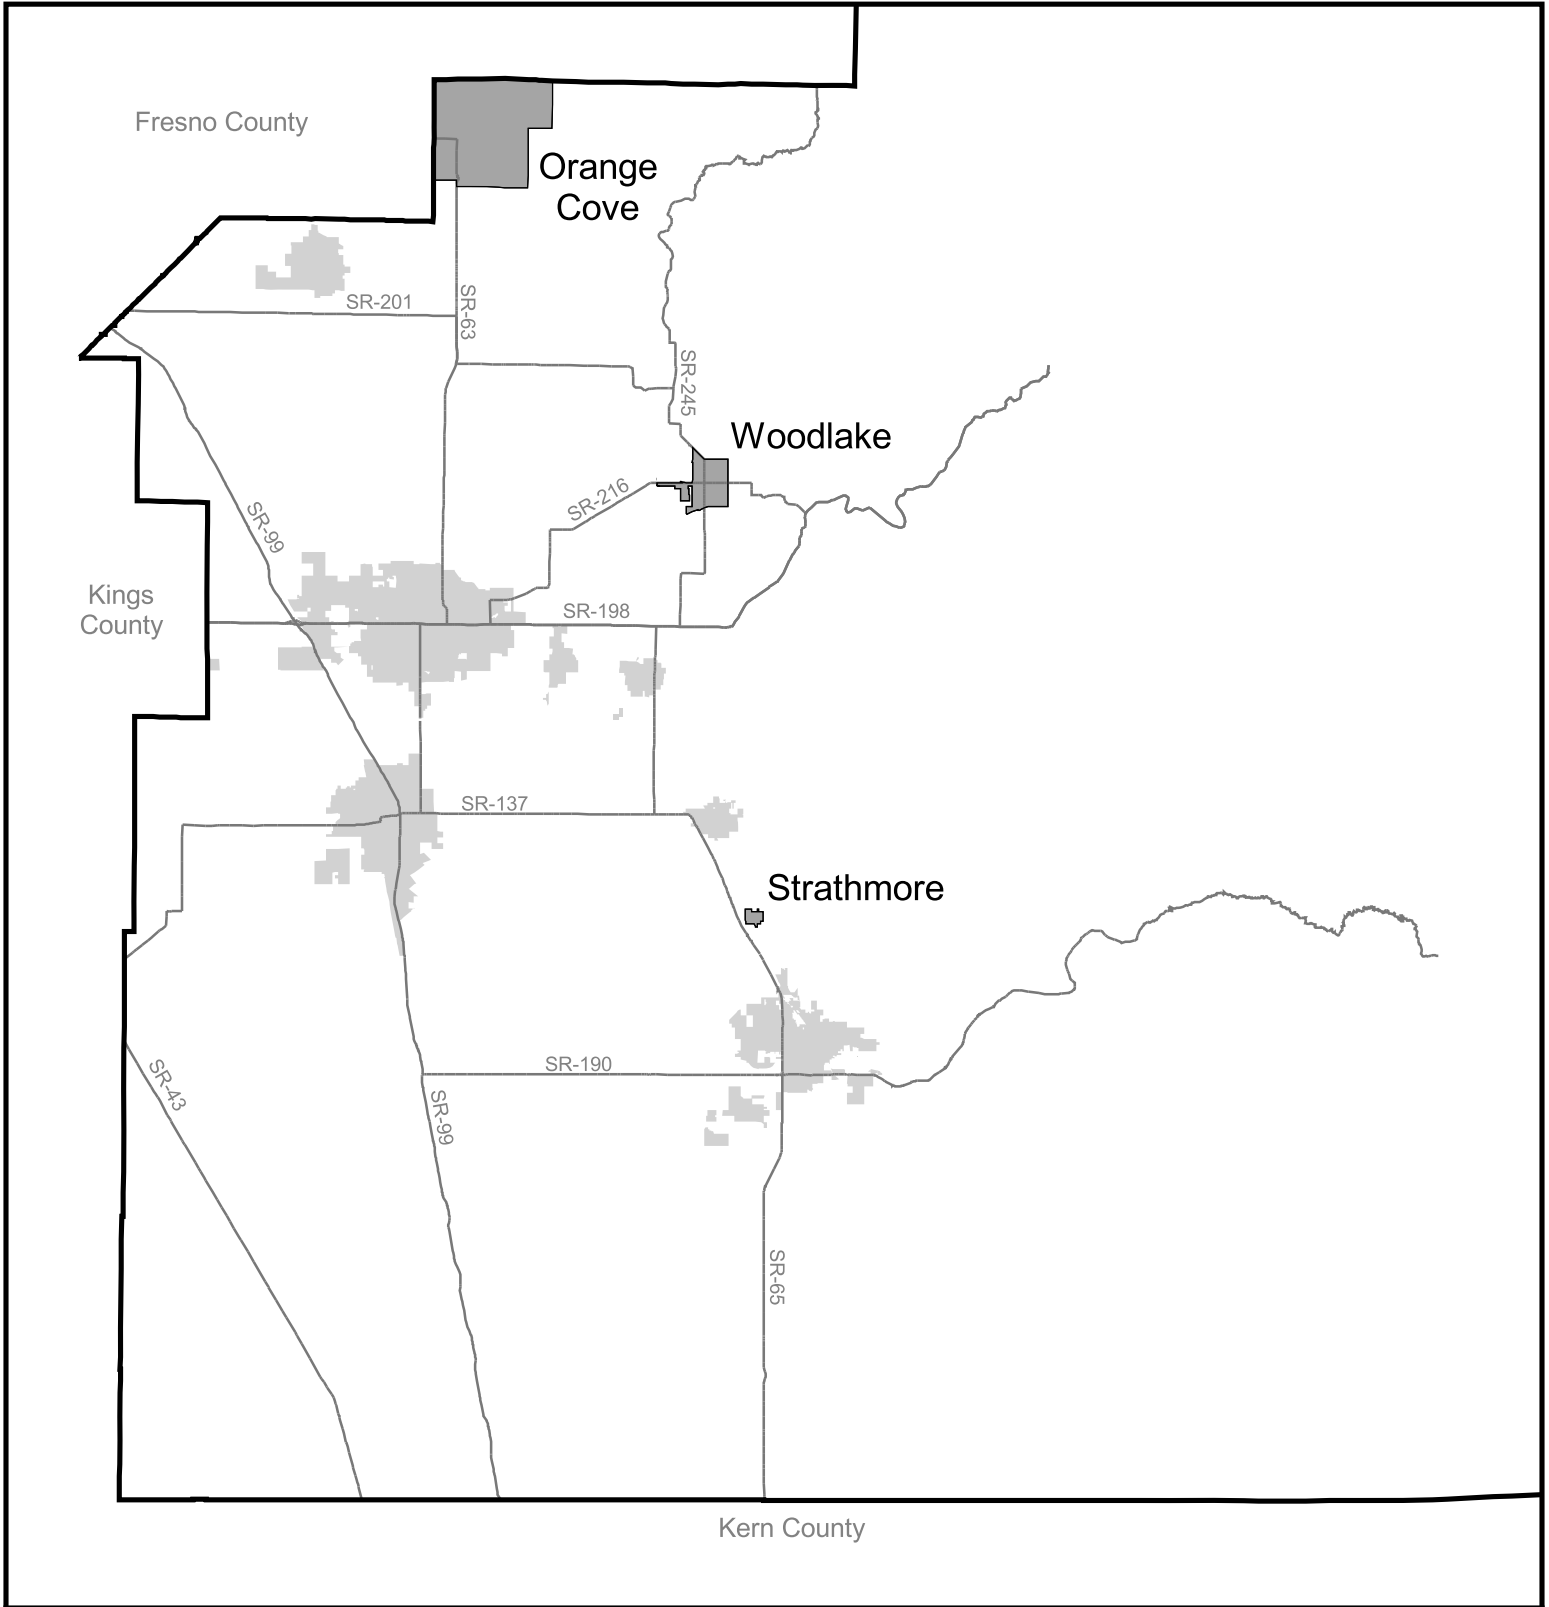 Fresno County
Orange
Cove
SR-201
SR-63
SR-245
Woodlake
SR-216
SR-99
Kings
County
SR-198
SR-137
Strathmore
SR-190
SR-43
SR-99
SR-65
Kern County